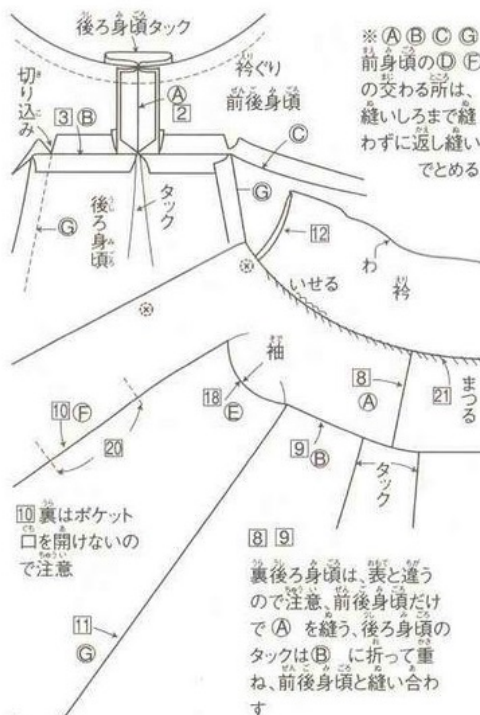 後ろ身頃タック
切り込み
衿ぐり
Ⓐ
2
前後身頃
3 Ⓑ
Ⓒ
Ⓖ
Ⓖ
後ろ身頃
タック
※ⒶⒷⒸⒼ
前身頃のⒹⒻ
の交わる所は、
縫いしろまで縫
わずに返し縫い
でとめる
12
わ
衿
いせる
袖
18
Ⓔ
8
Ⓐ
21
まつる
10 Ⓕ
20
9 Ⓑ
タック
10 裏はポケット
口を開けないの
で注意
11
Ⓖ
8 9
裏後ろ身頃は、表と違う
ので注意、前後身頃だけ
でⒶを縫う、後ろ身頃の
タックはⒷに折って重
ね、前後身頃と縫い合わ
す